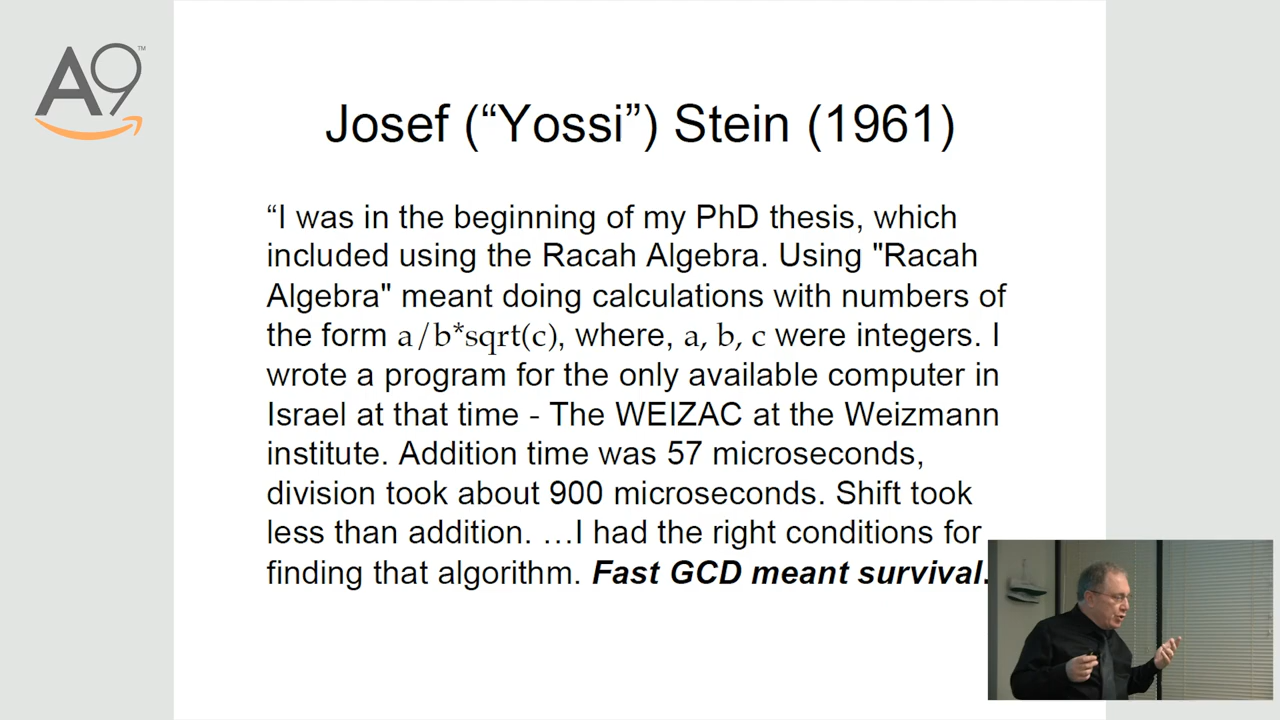 A9™
Josef (“Yossi”) Stein (1961)
“I was in the beginning of my PhD thesis, which
included using the Racah Algebra. Using "Racah
Algebra" meant doing calculations with numbers of
the form a/b*sqrt(c), where, a, b, c were integers. I
wrote a program for the only available computer in
Israel at that time - The WEIZAC at the Weizmann
institute. Addition time was 57 microseconds,
division took about 900 microseconds. Shift took
less than addition. …I had the right conditions for
finding that algorithm. Fast GCD meant survival.